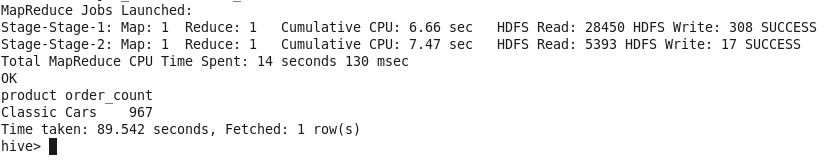 MapReduce Jobs Launched:
Stage-Stage-1: Map: 1  Reduce: 1   Cumulative CPU: 6.66 sec   HDFS Read: 28450 HDFS Write: 308 SUCCESS
Stage-Stage-2: Map: 1  Reduce: 1   Cumulative CPU: 7.47 sec   HDFS Read: 5393 HDFS Write: 17 SUCCESS
Total MapReduce CPU Time Spent: 14 seconds 130 msec
OK
product order_count
Classic Cars    967
Time taken: 89.542 seconds, Fetched: 1 row(s)
hive>